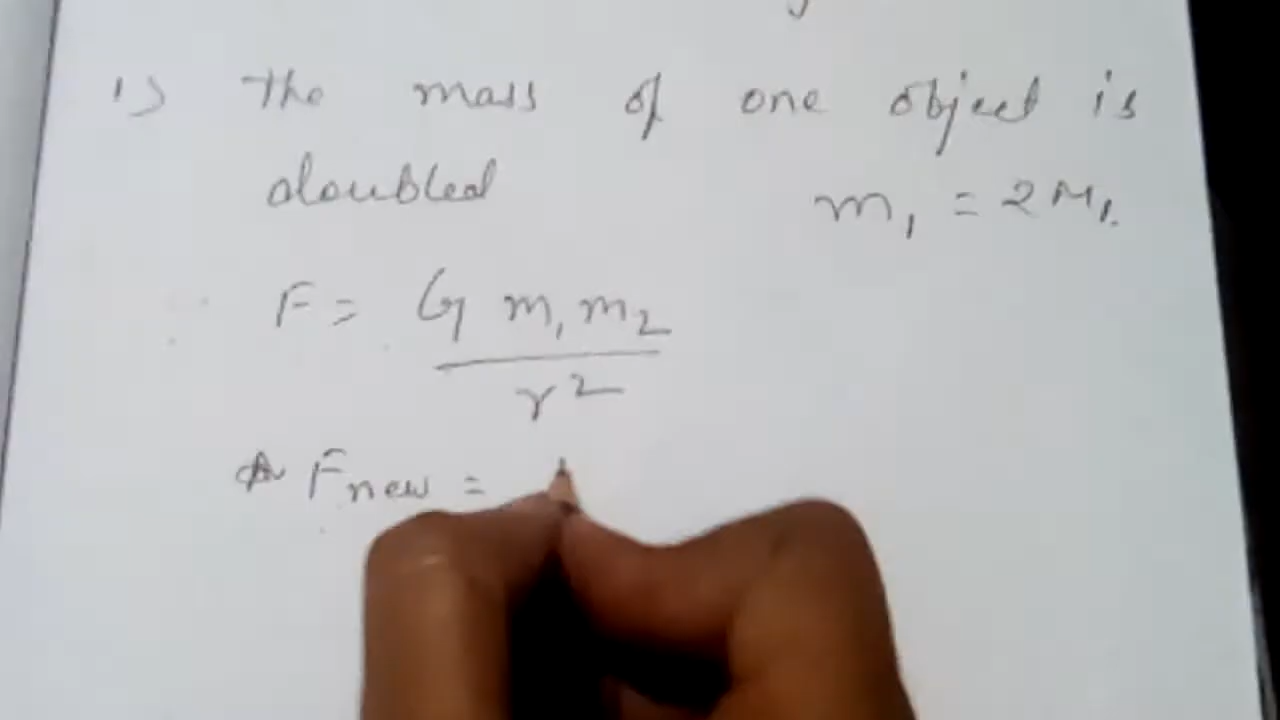 1) The mass of one object is
doubled m₁ = 2M₁.
F = G m₁ m₂
r²
Fnew =